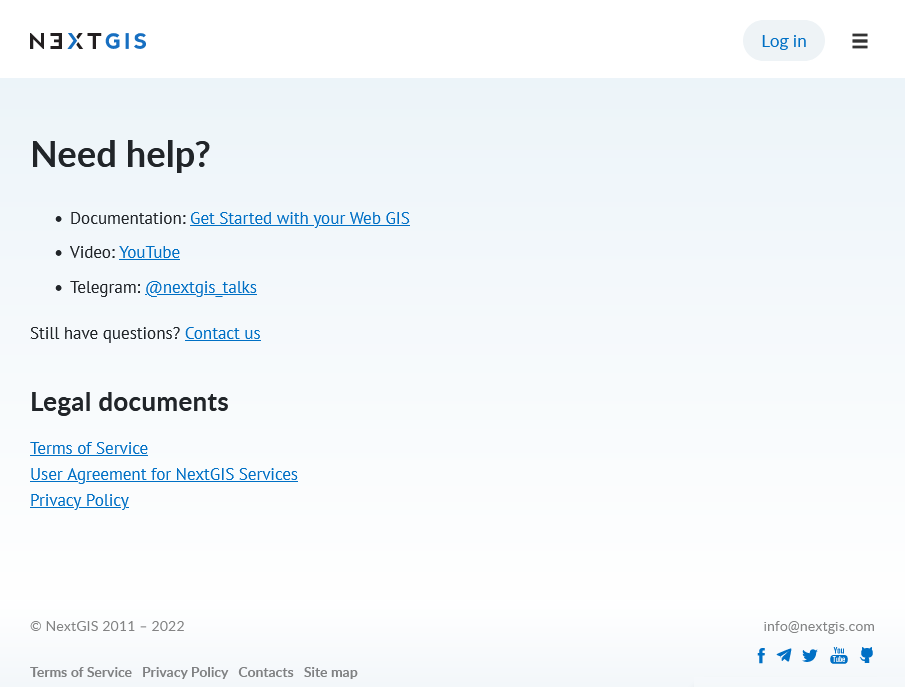 NEXTGIS
Log in
Need help?
• Documentation: Get Started with your Web GIS
• Video: YouTube
• Telegram: @nextgis_talks
Still have questions? Contact us
Legal documents
Terms of Service
User Agreement for NextGIS Services
Privacy Policy
© NextGIS 2011 – 2022
info@nextgis.com
You
Tube
Terms of Service Privacy Policy Contacts Site map